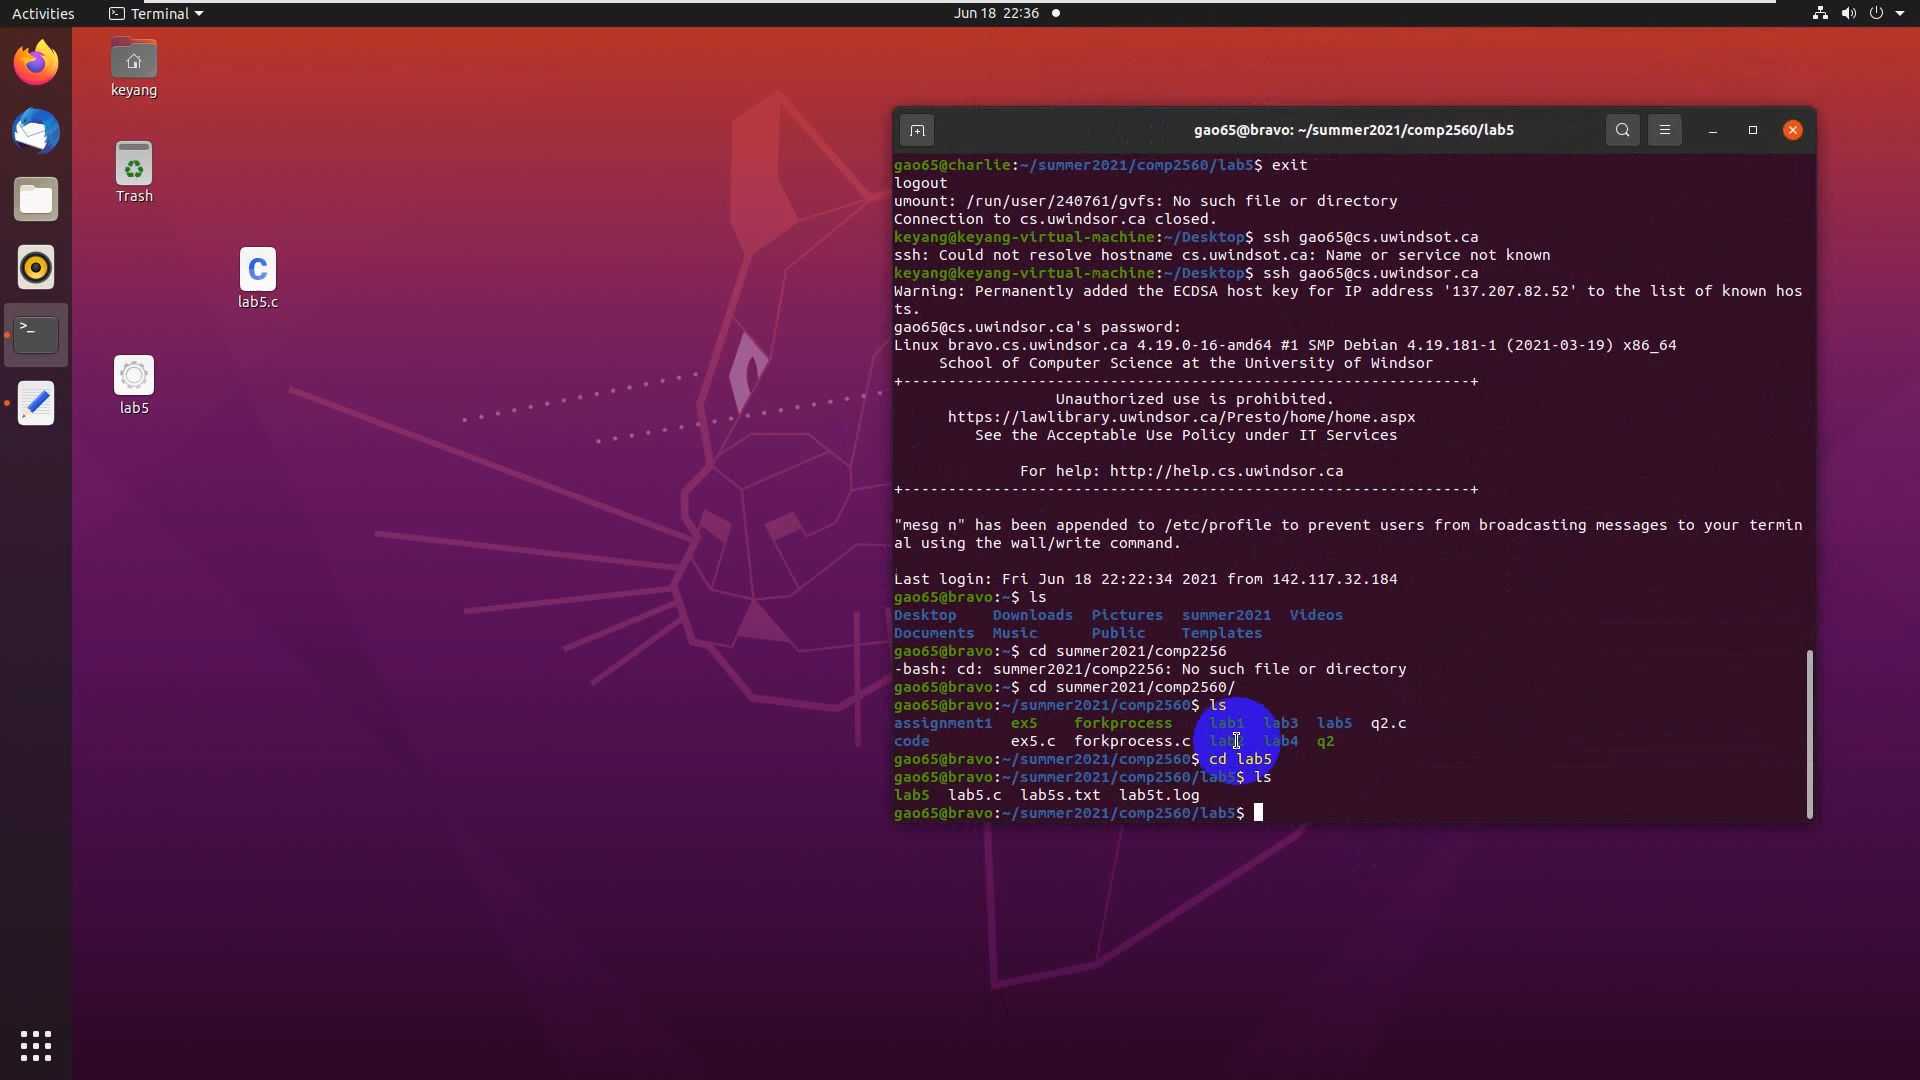 Activities Terminal Jun 18 22:36
keyang
Trash
lab5.c
lab5
gao65@bravo: ~/summer2021/comp2560/lab5
gao65@charlie:~/summer2021/comp2560/lab5$ exit
logout
umount: /run/user/240761/gvfs: No such file or directory
Connection to cs.uwindsor.ca closed.
keyang@keyang-virtual-machine:~/Desktop$ ssh gao65@cs.uwindsot.ca
ssh: Could not resolve hostname cs.uwindsot.ca: Name or service not known
keyang@keyang-virtual-machine:~/Desktop$ ssh gao65@cs.uwindsor.ca
Warning: Permanently added the ECDSA host key for IP address '137.207.82.52' to the list of known hos
ts.
gao65@cs.uwindsor.ca's password:
Linux bravo.cs.uwindsor.ca 4.19.0-16-amd64 #1 SMP Debian 4.19.181-1 (2021-03-19) x86_64
School of Computer Science at the University of Windsor
+---------------------------------------------------------------+
Unauthorized use is prohibited.
https://lawlibrary.uwindsor.ca/Presto/home/home.aspx
See the Acceptable Use Policy under IT Services
For help: http://help.cs.uwindsor.ca
+---------------------------------------------------------------+
"mesg n" has been appended to /etc/profile to prevent users from broadcasting messages to your termin
al using the wall/write command.
Last login: Fri Jun 18 22:22:34 2021 from 142.117.32.184
gao65@bravo:~$ ls
Desktop Downloads Pictures summer2021 Videos
Documents Music Public Templates
gao65@bravo:~$ cd summer2021/comp2256
-bash: cd: summer2021/comp2256: No such file or directory
gao65@bravo:~$ cd summer2021/comp2560/
gao65@bravo:~/summer2021/comp2560$ ls
assignment1 ex5 forkprocess lab1 lab3 lab5 q2.c
code ex5.c forkprocess.c lab2 lab4 q2
gao65@bravo:~/summer2021/comp2560$ cd lab5
gao65@bravo:~/summer2021/comp2560/lab5$ ls
lab5 lab5.c lab5s.txt lab5t.log
gao65@bravo:~/summer2021/comp2560/lab5$